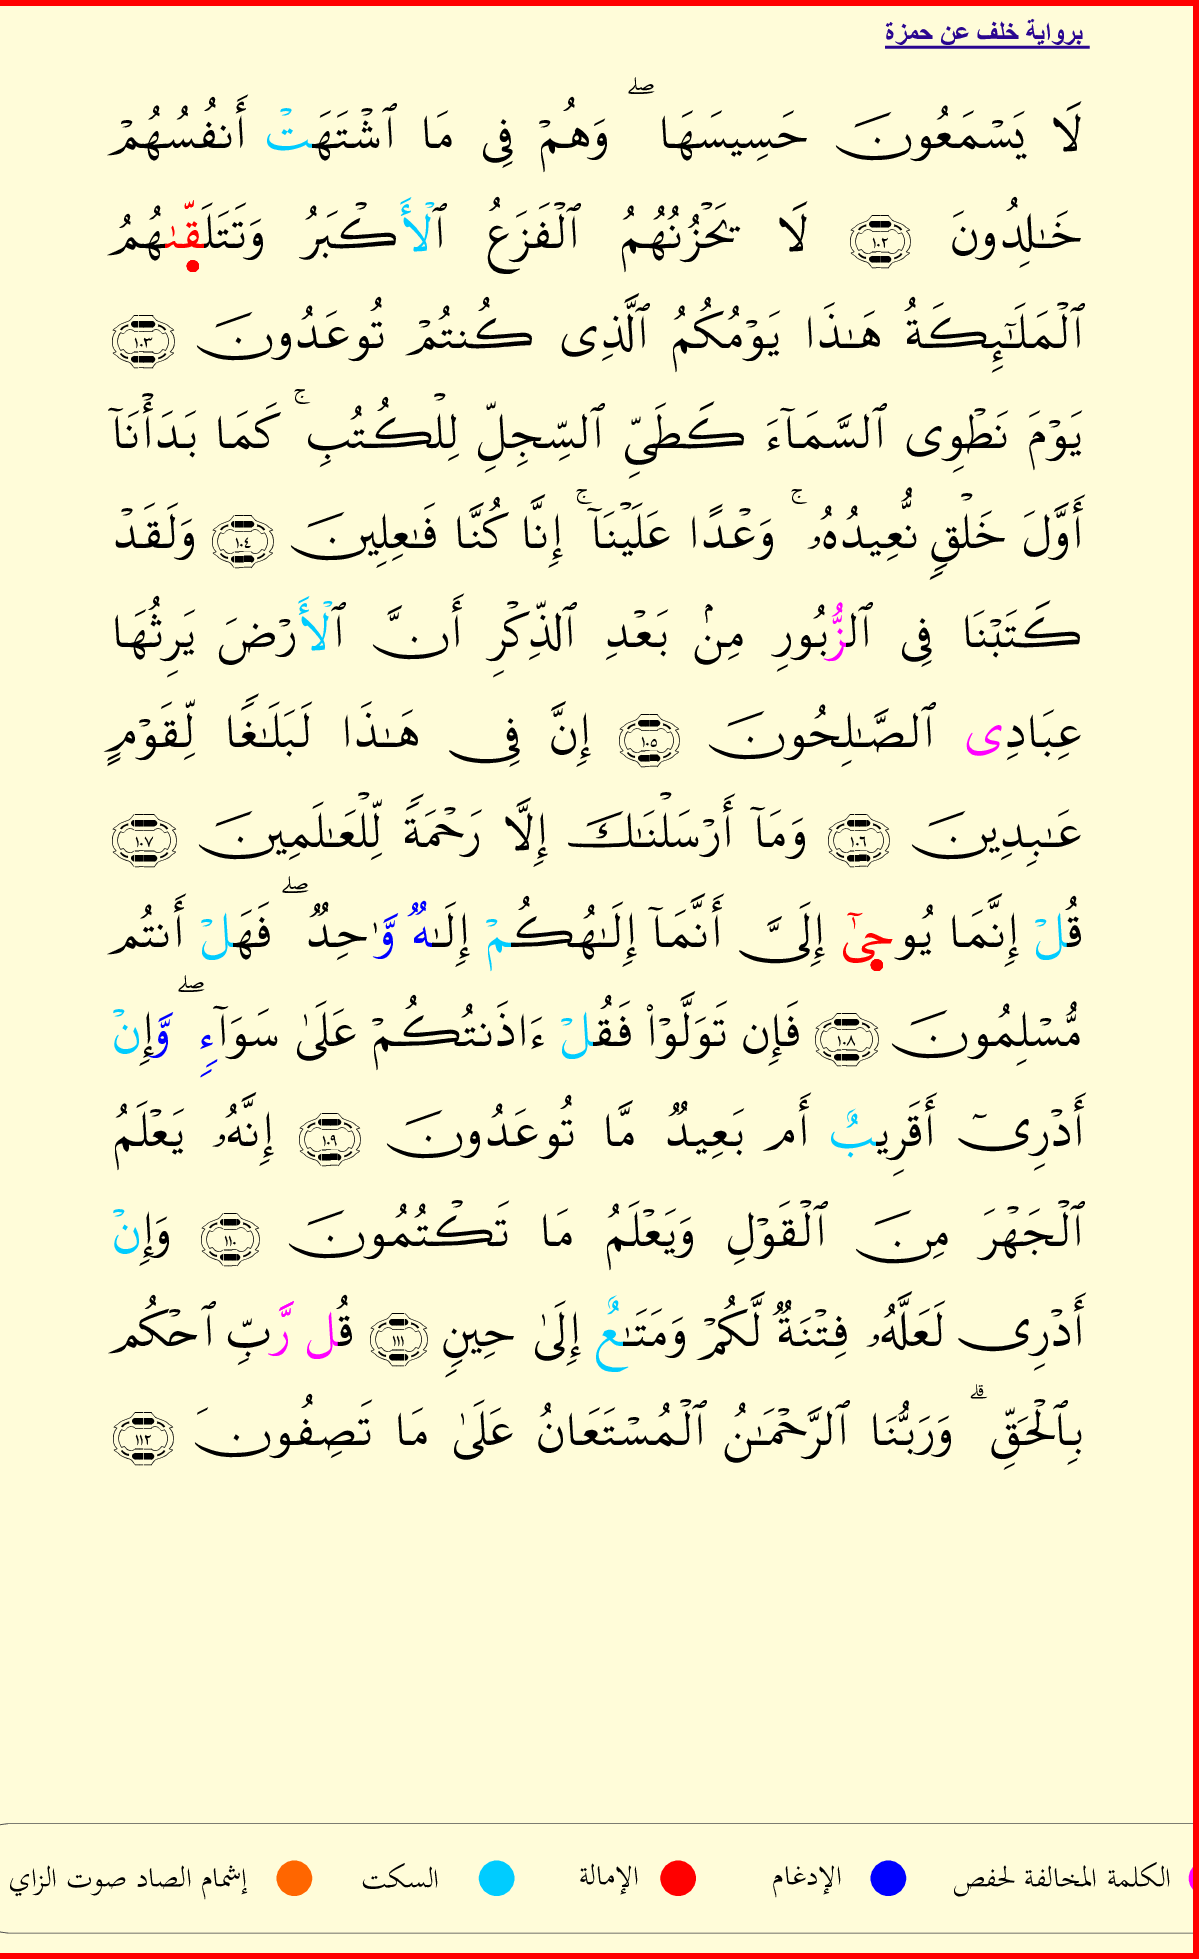 برواية خلف عن حمزة
لَا يَسْمَعُونَ حَسِيسَهَا ۖ وَهُمْ فِى مَا ٱشْتَهَتْ أَنفُسُهُمْ
خَـٰلِدُونَ ١٠٢ لَا يَحْزُنُهُمُ ٱلْفَزَعُ ٱلْأَكْبَرُ وَتَتَلَقَّىٰهُمُ
ٱلْمَلَـٰٓئِكَةُ هَـٰذَا يَوْمُكُمُ ٱلَّذِى كُنتُمْ تُوعَدُونَ ١٠٣
يَوْمَ نَطْوِى ٱلسَّمَآءَ كَطَىِّ ٱلسِّجِلِّ لِلْكُتُبِ ۚ كَمَا بَدَأْنَآ
أَوَّلَ خَلْقٍ نُّعِيدُهُۥ ۚ وَعْدًا عَلَيْنَآ ۚ إِنَّا كُنَّا فَـٰعِلِينَ ١٠٤ وَلَقَدْ
كَتَبْنَا فِى ٱلزُّبُورِ مِنۢ بَعْدِ ٱلذِّكْرِ أَنَّ ٱلْأَرْضَ يَرِثُهَا
عِبَادِى ٱلصَّـٰلِحُونَ ١٠٥ إِنَّ فِى هَـٰذَا لَبَلَـٰغًا لِّقَوْمٍ
عَـٰبِدِينَ ١٠٦ وَمَآ أَرْسَلْنَـٰكَ إِلَّا رَحْمَةً لِّلْعَـٰلَمِينَ ١٠٧
قُلْ إِنَّمَا يُوحِىٓ إِلَىَّ أَنَّمَآ إِلَـٰهُكُمْ إِلَـٰهٌ وَّٰحِدٌ ۖ فَهَلْ أَنتُم
مُّسْلِمُونَ ١٠٨ فَإِن تَوَلَّوْا۟ فَقُلْ ءَاذَنتُكُمْ عَلَىٰ سَوَآءٍ ۖ وَّإِنْ
أَدْرِىٓ أَقَرِيبٌ أَم بَعِيدٌ مَّا تُوعَدُونَ ١٠٩ إِنَّهُۥ يَعْلَمُ
ٱلْجَهْرَ مِنَ ٱلْقَوْلِ وَيَعْلَمُ مَا تَكْتُمُونَ ١١٠ وَإِنْ
أَدْرِى لَعَلَّهُۥ فِتْنَةٌ لَّكُمْ وَمَتَـٰعٌ إِلَىٰ حِينٍ ١١١ قُل رَّبِّ ٱحْكُم
بِٱلْحَقِّ ۗ وَرَبُّنَا ٱلرَّحْمَـٰنُ ٱلْمُسْتَعَانُ عَلَىٰ مَا تَصِفُونَ ١١٢
الكلمة المخالفة لحفص الإدغام الإمالة السكت إشمام الصاد صوت الزاي